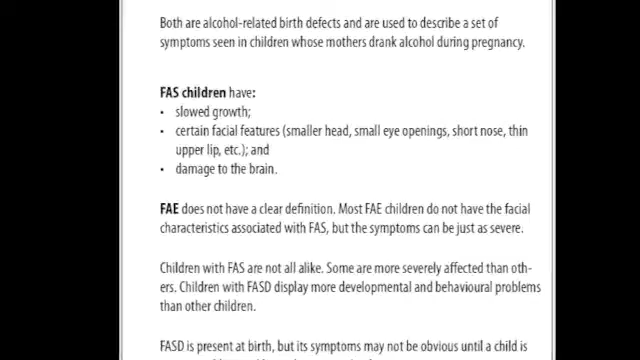 Both are alcohol-related birth defects and are used to describe a set of
symptoms seen in children whose mothers drank alcohol during pregnancy.
FAS children have:
• slowed growth;
• certain facial features (smaller head, small eye openings, short nose, thin
upper lip, etc.); and
• damage to the brain.
FAE does not have a clear definition. Most FAE children do not have the facial
characteristics associated with FAS, but the symptoms can be just as severe.
Children with FAS are not all alike. Some are more severely affected than oth-
ers. Children with FASD display more developmental and behavioural problems
than other children.
FASD is present at birth, but its symptoms may not be obvious until a child is